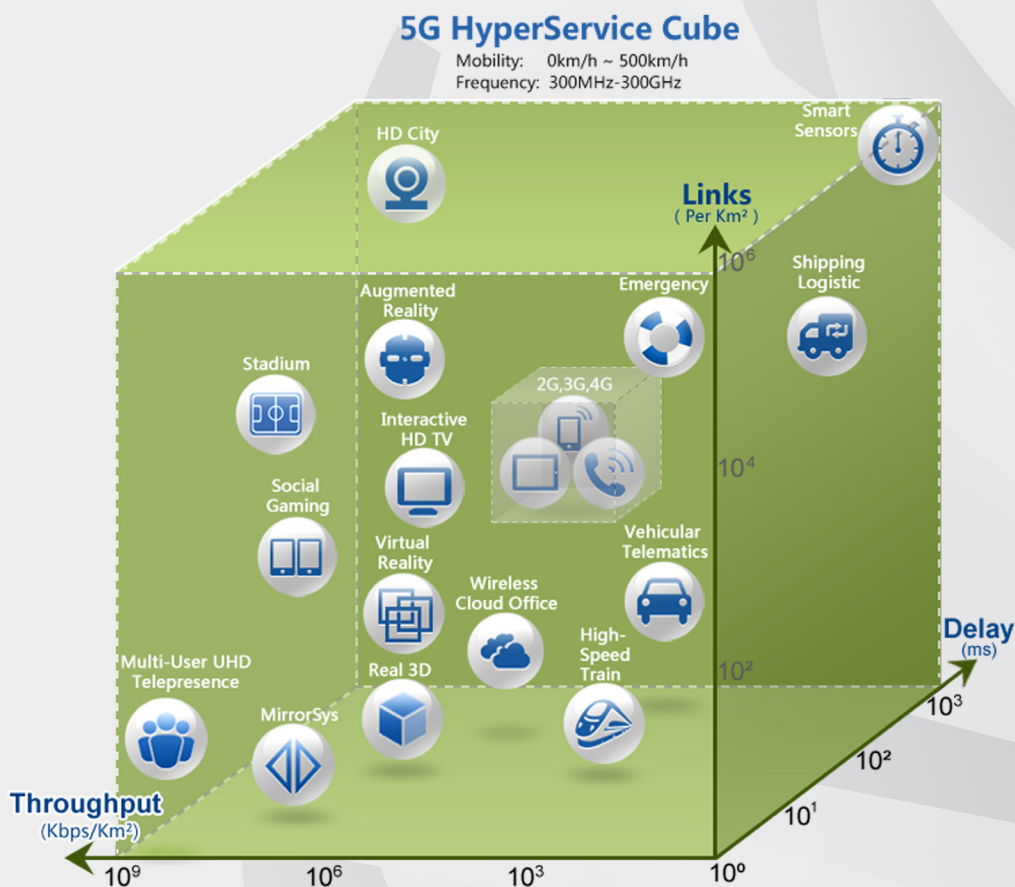 5G HyperService Cube
Mobility: 0km/h ~ 500km/h
Frequency: 300MHz-300GHz
Smart
Sensors
HD City
Links
( Per Km² )
10⁶
Shipping
Logistic
Emergency
Augmented
Reality
Stadium
2G,3G,4G
Interactive
HD TV
10⁴
Social
Gaming
Vehicular
Telematics
Virtual
Reality
Wireless
Cloud Office
High-
Speed
Train
Delay
(ms)
Multi-User UHD
Telepresence
Real 3D
10²
MirrorSys
10³
10²
Throughput
(Kbps/Km²)
10¹
10⁹
10⁶
10³
10⁰